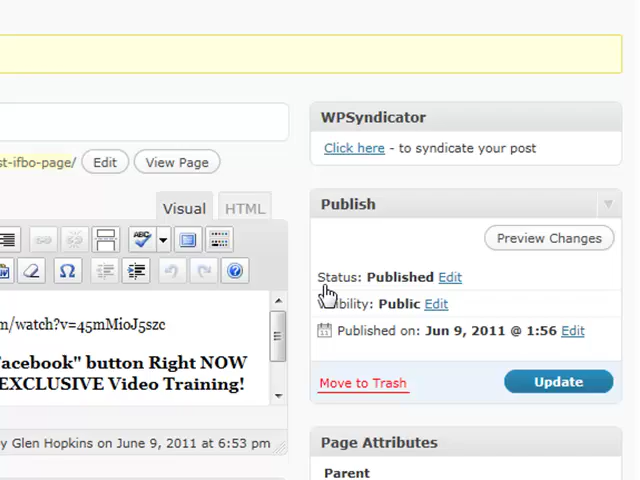 WPSyndicator
Click here - to syndicate your post
st-ifbo-page/ Edit View Page
Publish
Visual HTML
Preview Changes
ABC
Status: Published Edit
bility: Public Edit
m/watch?v=45mMioJ5szc
11 Published on: Jun 9, 2011 @ 1:56 Edit
acebook" button Right NOW
EXCLUSIVE Video Training!
Move to Trash Update
y Glen Hopkins on June 9, 2011 at 6:53 pm
Page Attributes
Parent